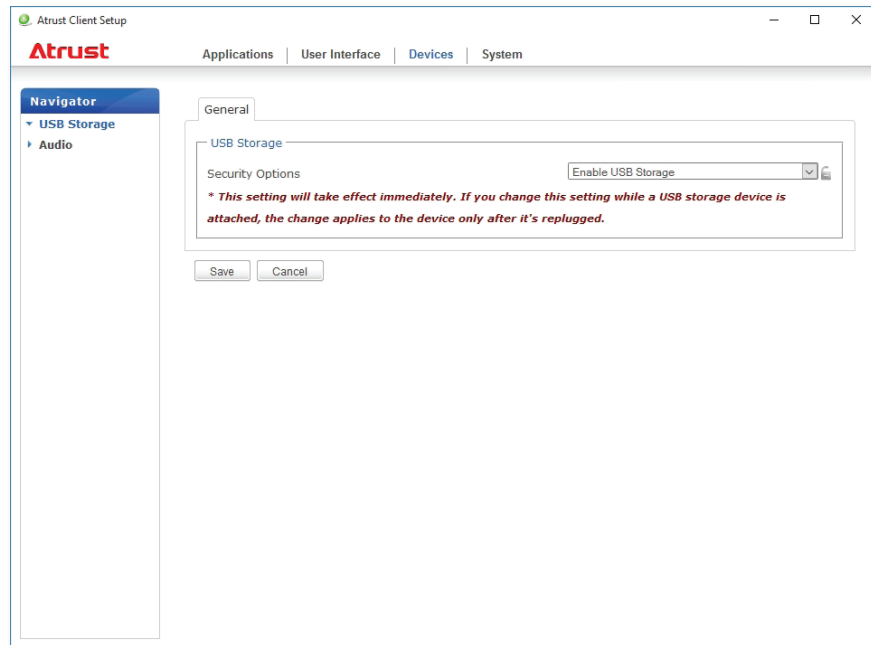 Atrust Client Setup
Atrust
Applications User Interface Devices System
Navigator
USB Storage
Audio
General
USB Storage
Security Options Enable USB Storage
* This setting will take effect immediately. If you change this setting while a USB storage device is
attached, the change applies to the device only after it's replugged.
Save Cancel